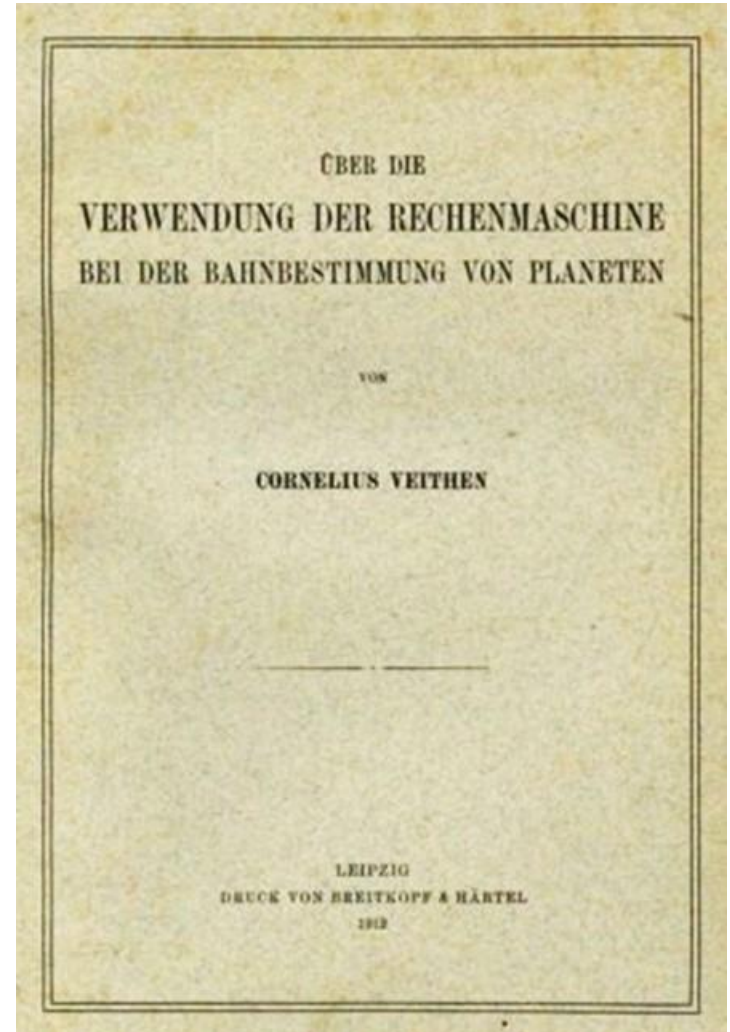 ÜBER DIE
VERWENDUNG DER RECHENMASCHINE
BEI DER BAHNBESTIMMUNG VON PLANETEN
VON
CORNELIUS VEITHEN
LEIPZIG
DRUCK VON BREITKOPF & HÄRTEL
1912